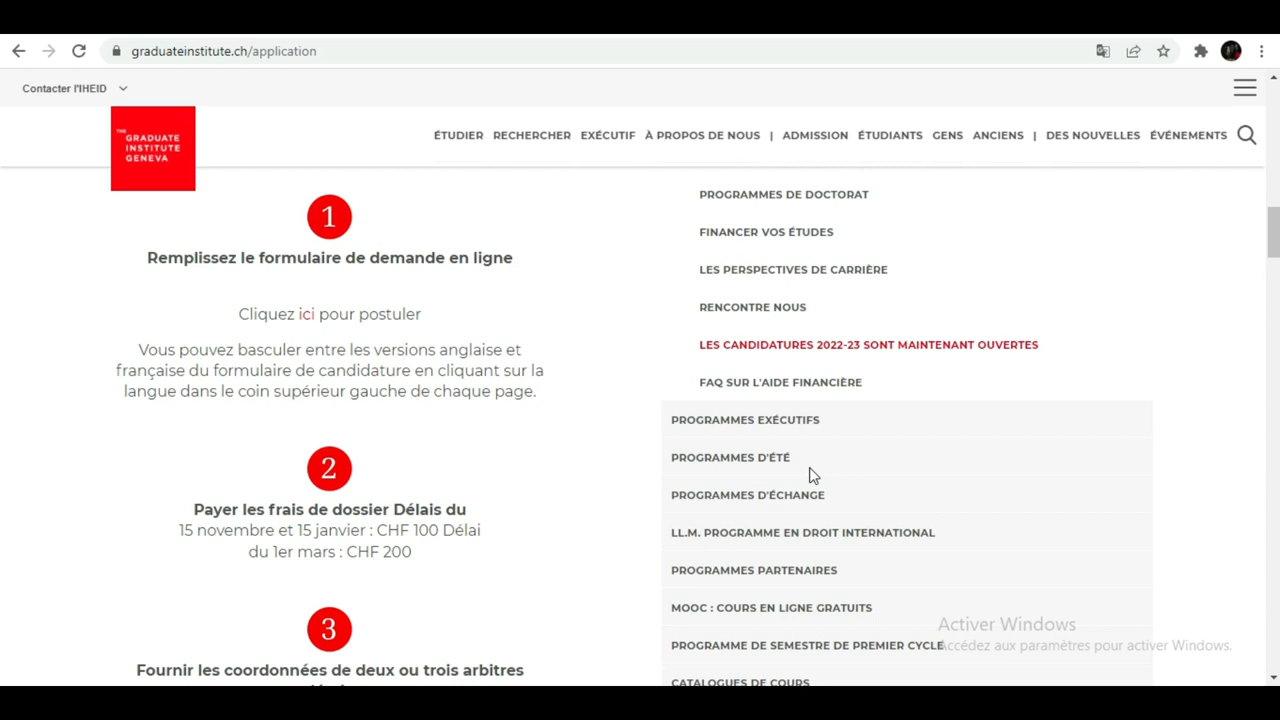 graduateinstitute.ch/application
Contacter l'IHEID
THE GRADUATE
INSTITUTE
GENEVA
ÉTUDIER RECHERCHER EXÉCUTIF À PROPOS DE NOUS | ADMISSION ÉTUDIANTS GENS ANCIENS | DES NOUVELLES ÉVÉNEMENTS
1
Remplissez le formulaire de demande en ligne
Cliquez ici pour postuler
Vous pouvez basculer entre les versions anglaise et
française du formulaire de candidature en cliquant sur la
langue dans le coin supérieur gauche de chaque page.
2
Payer les frais de dossier Délais du
15 novembre et 15 janvier : CHF 100 Délai
du 1er mars : CHF 200
3
Fournir les coordonnées de deux ou trois arbitres
PROGRAMMES DE DOCTORAT
FINANCER VOS ÉTUDES
LES PERSPECTIVES DE CARRIÈRE
RENCONTRE NOUS
LES CANDIDATURES 2022-23 SONT MAINTENANT OUVERTES
FAQ SUR L'AIDE FINANCIÈRE
PROGRAMMES EXÉCUTIFS
PROGRAMMES D'ÉTÉ
PROGRAMMES D'ÉCHANGE
LL.M. PROGRAMME EN DROIT INTERNATIONAL
PROGRAMMES PARTENAIRES
MOOC : COURS EN LIGNE GRATUITS
PROGRAMME DE SEMESTRE DE PREMIER CYCLE
CATALOGUES DE COURS
Activer Windows
Accédez aux paramètres pour activer Windows.